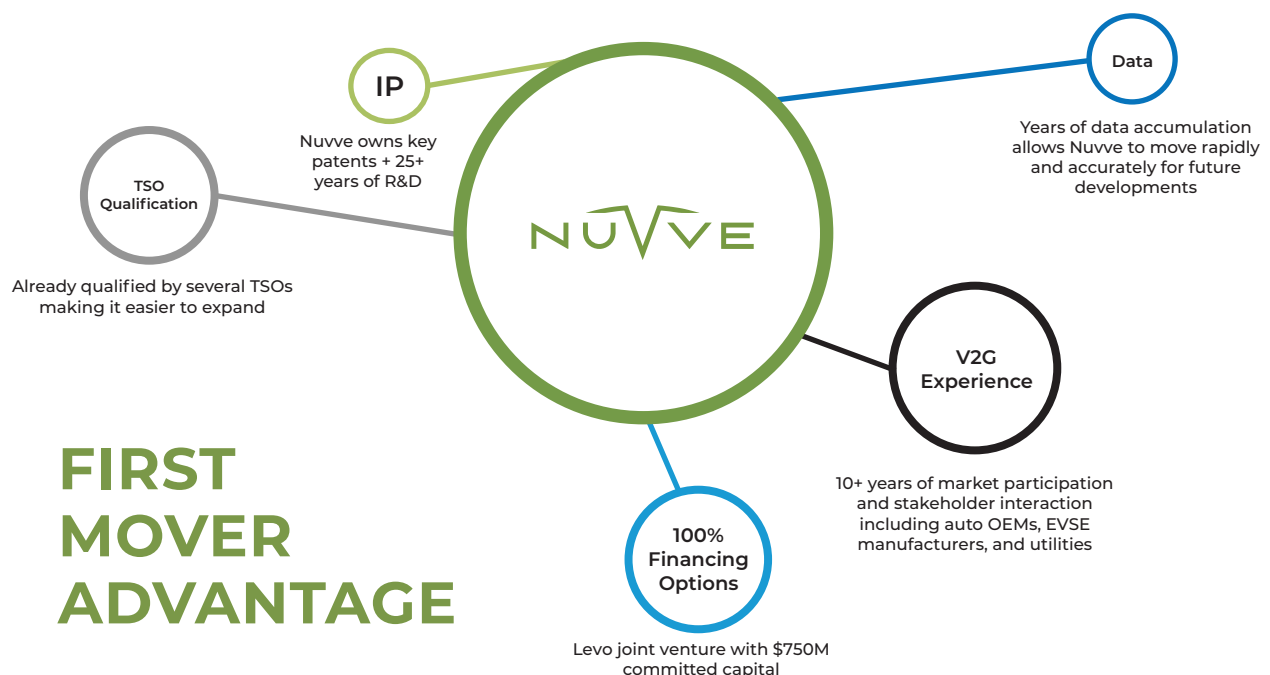 IP
Nuvve owns key
patents + 25+
years of R&D
TSO
Qualification
Already qualified by several TSOs
making it easier to expand
NUVVE
Data
Years of data accumulation
allows Nuvve to move rapidly
and accurately for future
developments
V2G
Experience
10+ years of market participation
and stakeholder interaction
including auto OEMs, EVSE
manufacturers, and utilities
100%
Financing
Options
Levo joint venture with $750M
committed capital
FIRST
MOVER
ADVANTAGE